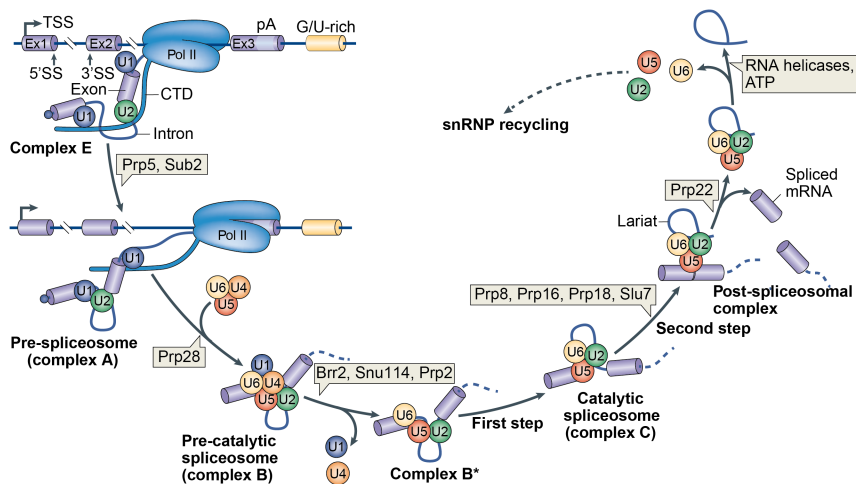 TSS
pA
G/U-rich
Ex1
Ex2
Pol II
Ex3
5'SS
3'SS
U1
Exon
CTD
U1
U2
Intron
Complex E
Prp5, Sub2
Pol II
U1
U1
U2
U6
U4
U5
Pre-spliceosome
(complex A)
Prp28
U1
U6
U4
U5
U2
Pre-catalytic
spliceosome
(complex B)
Brr2, Snu114, Prp2
U1
U4
U6
U5
U2
Complex B*
First step
U6
U2
U5
Catalytic
spliceosome
(complex C)
Prp8, Prp16, Prp18, Slu7
Second step
Lariat
U6
U2
U5
Post-spliceosomal
complex
Prp22
Spliced
mRNA
U6
U2
U5
RNA helicases,
ATP
U5
U6
U2
snRNP recycling